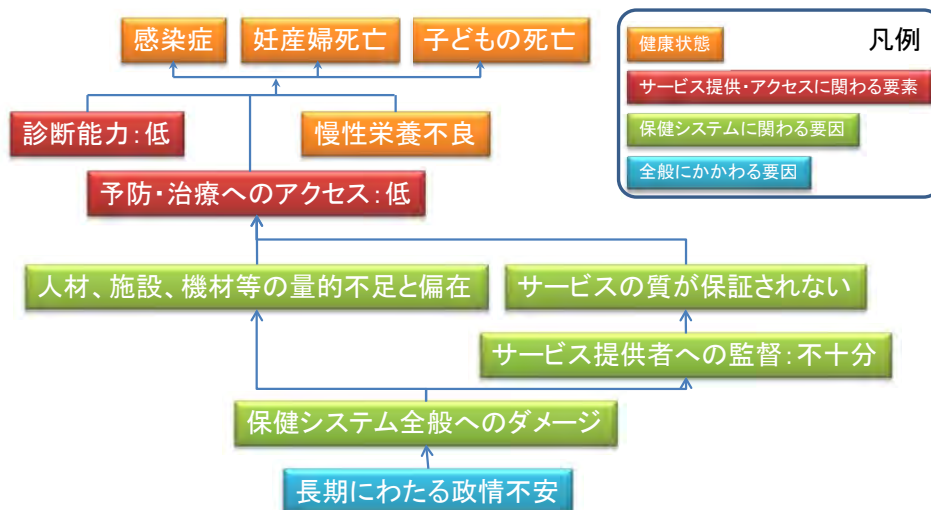 感染症
妊産婦死亡
子どもの死亡
診断能力:低
慢性栄養不良
予防・治療へのアクセス:低
人材、施設、機材等の量的不足と偏在
サービスの質が保証されない
サービス提供者への監督:不十分
保健システム全般へのダメージ
長期にわたる政情不安
凡例
健康状態
サービス提供・アクセスに関わる要素
保健システムに関わる要因
全般にかかわる要因